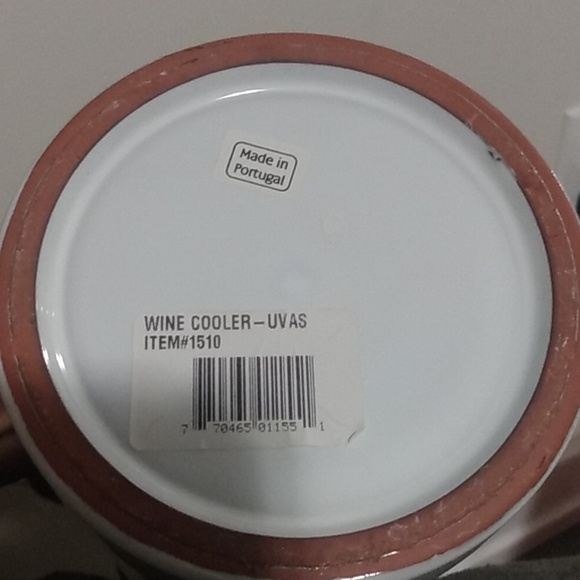 Made in
Portugal
WINE COOLER-UVAS
ITEM#1510
7 70465 01155 1